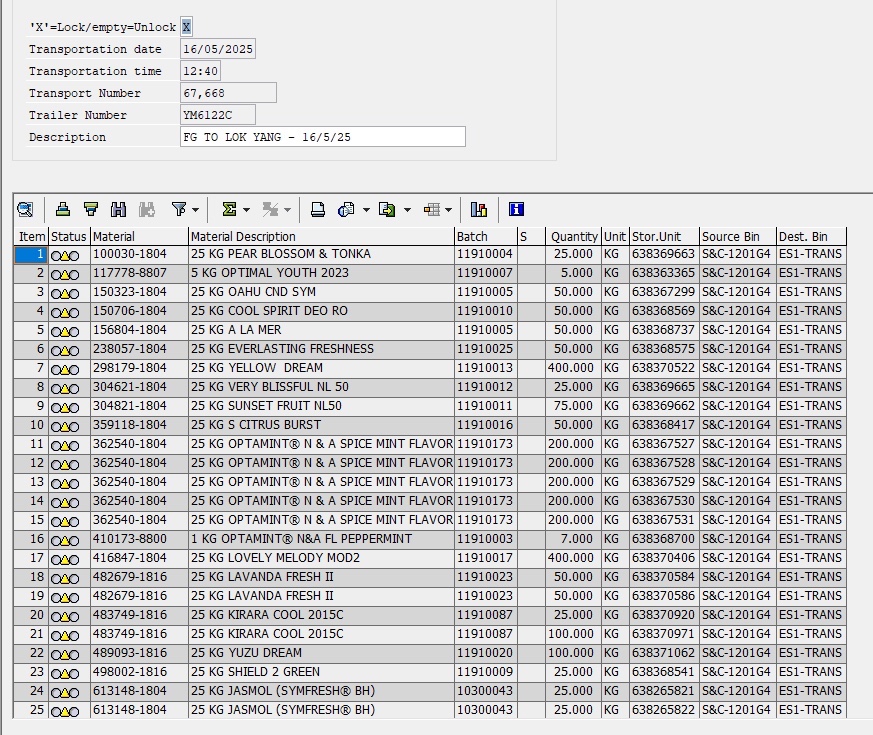 'X'=Lock/empty=Unlock X
Transportation date 16/05/2025
Transportation time 12:40
Transport Number 67,668
Trailer Number YM6122C
Description FG TO LOK YANG - 16/5/25
Item Status Material Material Description Batch S Quantity Unit Stor.Unit Source Bin Dest. Bin
1 100030-1804 25 KG PEAR BLOSSOM & TONKA 11910004 25.000 KG 638369663 S&C-1201G4 ES1-TRANS
2 117778-8807 5 KG OPTIMAL YOUTH 2023 11910007 5.000 KG 638363365 S&C-1201G4 ES1-TRANS
3 150323-1804 25 KG OAHU CND SYM 11910005 50.000 KG 638367299 S&C-1201G4 ES1-TRANS
4 150706-1804 25 KG COOL SPIRIT DEO RO 11910010 50.000 KG 638368569 S&C-1201G4 ES1-TRANS
5 156804-1804 25 KG A LA MER 11910005 50.000 KG 638368737 S&C-1201G4 ES1-TRANS
6 238057-1804 25 KG EVERLASTING FRESHNESS 11910025 50.000 KG 638368575 S&C-1201G4 ES1-TRANS
7 298179-1804 25 KG YELLOW  DREAM 11910013 400.000 KG 638370522 S&C-1201G4 ES1-TRANS
8 304621-1804 25 KG VERY BLISSFUL NL 50 11910012 25.000 KG 638369665 S&C-1201G4 ES1-TRANS
9 304821-1804 25 KG SUNSET FRUIT NL50 11910011 75.000 KG 638369662 S&C-1201G4 ES1-TRANS
10 359118-1804 25 KG S CITRUS BURST 11910016 50.000 KG 638368417 S&C-1201G4 ES1-TRANS
11 362540-1804 25 KG OPTAMINT® N & A SPICE MINT FLAVOR 11910173 200.000 KG 638367527 S&C-1201G4 ES1-TRANS
12 362540-1804 25 KG OPTAMINT® N & A SPICE MINT FLAVOR 11910173 200.000 KG 638367528 S&C-1201G4 ES1-TRANS
13 362540-1804 25 KG OPTAMINT® N & A SPICE MINT FLAVOR 11910173 200.000 KG 638367529 S&C-1201G4 ES1-TRANS
14 362540-1804 25 KG OPTAMINT® N & A SPICE MINT FLAVOR 11910173 200.000 KG 638367530 S&C-1201G4 ES1-TRANS
15 362540-1804 25 KG OPTAMINT® N & A SPICE MINT FLAVOR 11910173 200.000 KG 638367531 S&C-1201G4 ES1-TRANS
16 410173-8800 1 KG OPTAMINT® N&A FL PEPPERMINT 11910003 7.000 KG 638368700 S&C-1201G4 ES1-TRANS
17 416847-1804 25 KG LOVELY MELODY MOD2 11910017 400.000 KG 638370406 S&C-1201G4 ES1-TRANS
18 482679-1816 25 KG LAVANDA FRESH II 11910023 50.000 KG 638370584 S&C-1201G4 ES1-TRANS
19 482679-1816 25 KG LAVANDA FRESH II 11910023 50.000 KG 638370586 S&C-1201G4 ES1-TRANS
20 483749-1816 25 KG KIRARA COOL 2015C 11910087 25.000 KG 638370920 S&C-1201G4 ES1-TRANS
21 483749-1816 25 KG KIRARA COOL 2015C 11910087 100.000 KG 638370971 S&C-1201G4 ES1-TRANS
22 489093-1816 25 KG YUZU DREAM 11910020 100.000 KG 638371062 S&C-1201G4 ES1-TRANS
23 498002-1816 25 KG SHIELD 2 GREEN 11910009 25.000 KG 638368541 S&C-1201G4 ES1-TRANS
24 613148-1804 25 KG JASMOL (SYMFRESH® BH) 10300043 25.000 KG 638265821 S&C-1201G4 ES1-TRANS
25 613148-1804 25 KG JASMOL (SYMFRESH® BH) 10300043 25.000 KG 638265822 S&C-1201G4 ES1-TRANS